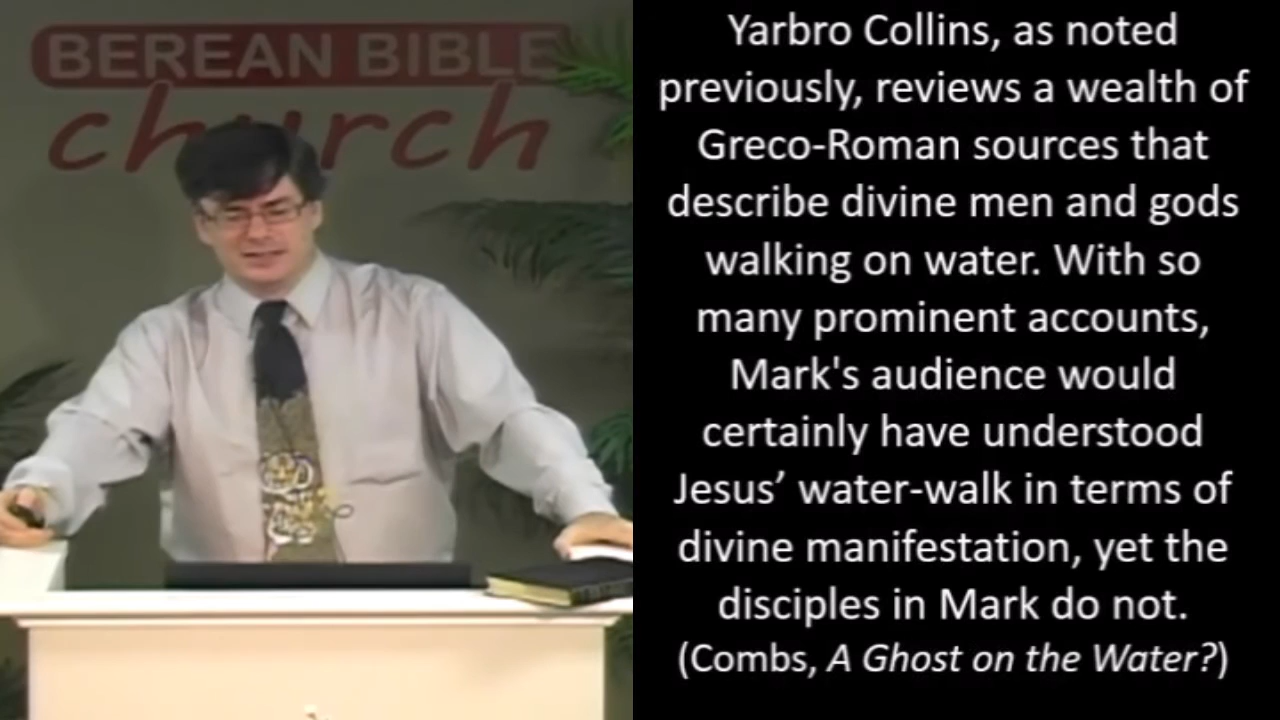 BEREAN BIBLE
church
Yarbro Collins, as noted
previously, reviews a wealth of
Greco-Roman sources that
describe divine men and gods
walking on water. With so
many prominent accounts,
Mark's audience would
certainly have understood
Jesus’ water-walk in terms of
divine manifestation, yet the
disciples in Mark do not.
(Combs, A Ghost on the Water?)